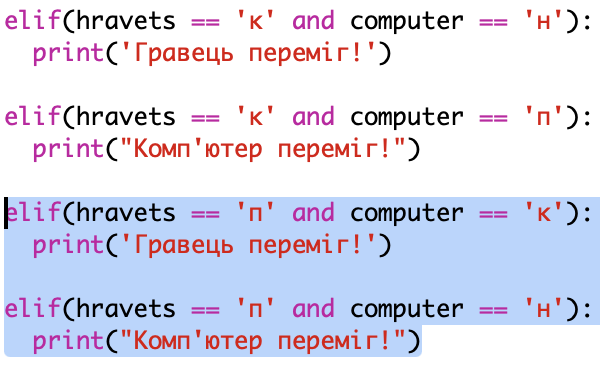 elif(hravets == 'к' and computer == 'н'):
  print('Гравець переміг!')
elif(hravets == 'к' and computer == 'п'):
  print("Комп'ютер переміг!")
elif(hravets == 'п' and computer == 'к'):
  print('Гравець переміг!')
elif(hravets == 'п' and computer == 'н'):
  print("Комп'ютер переміг!")